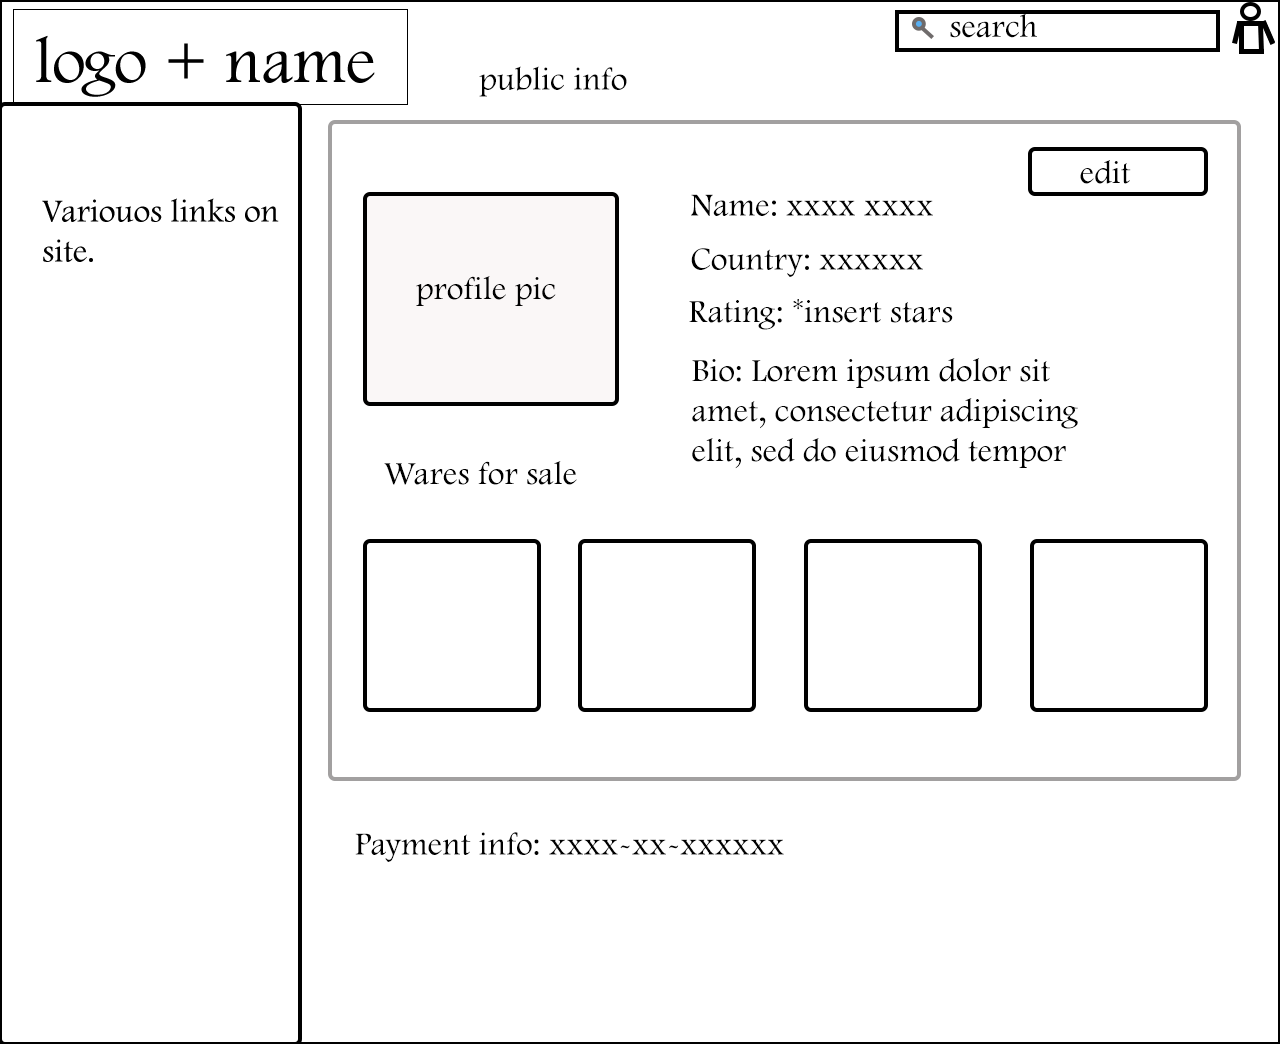 logo + name
search
public info
edit
Variouos links on
site.
profile pic
Name: xxxx xxxx
Country: xxxxxx
Rating: *insert stars
Bio: Lorem ipsum dolor sit
amet, consectetur adipiscing
elit, sed do eiusmod tempor
Wares for sale
Payment info: xxxx-xx-xxxxxx